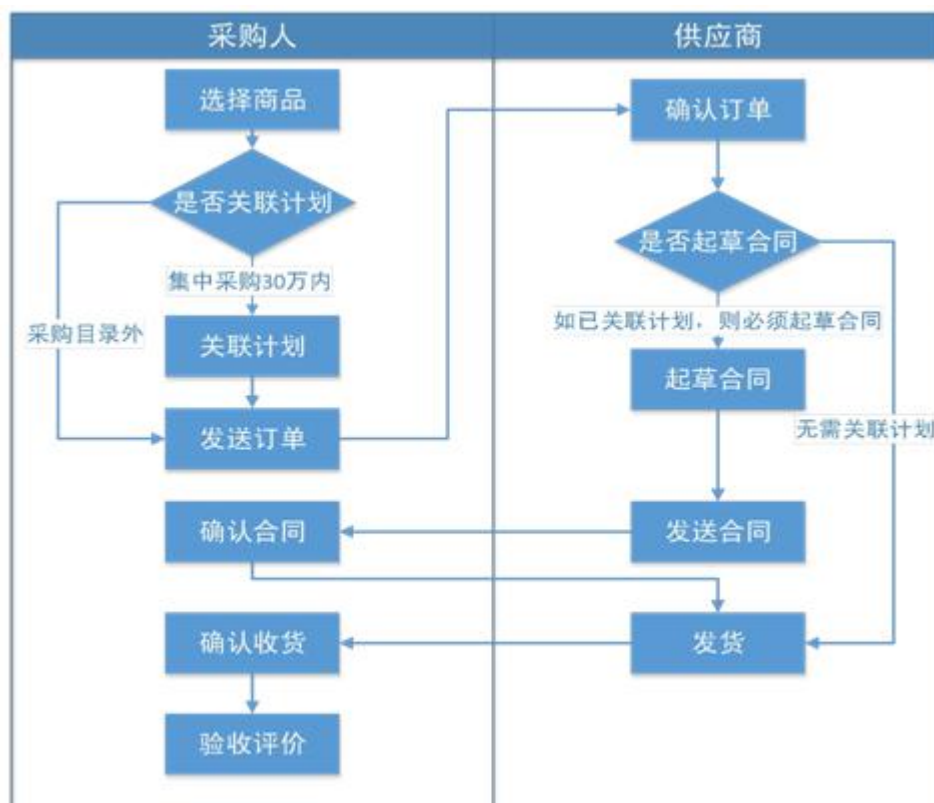 采购人
供应商
选择商品
确认订单
是否关联计划
是否起草合同
集中采购30万内
如已关联计划，则必须起草合同
采购目录外
关联计划
起草合同
发送订单
无需关联计划
确认合同
发送合同
确认收货
发货
验收评价